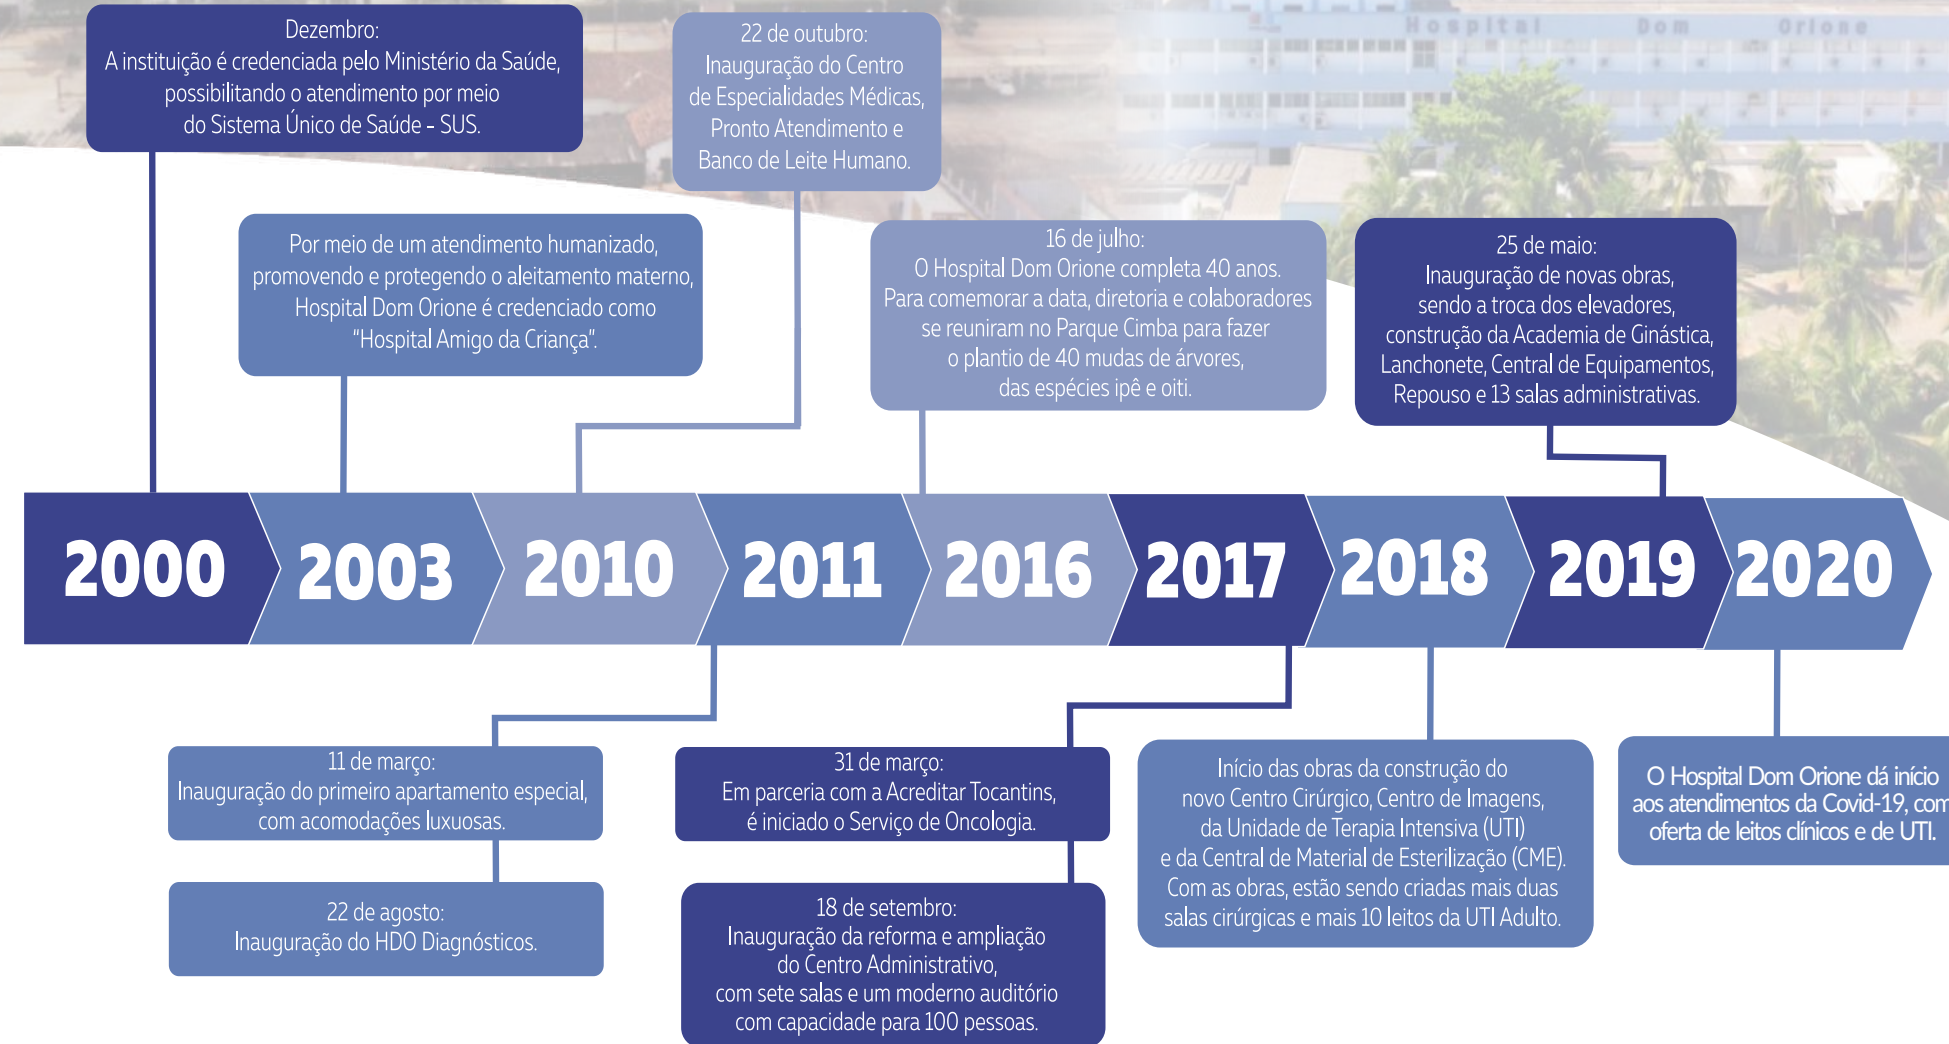 Hospital Dom Orione
Dezembro:
A instituição é credenciada pelo Ministério da Saúde,
possibilitando o atendimento por meio
do Sistema Único de Saúde - SUS.
22 de outubro:
Inauguração do Centro
de Especialidades Médicas,
Pronto Atendimento e
Banco de Leite Humano.
Por meio de um atendimento humanizado,
promovendo e protegendo o aleitamento materno,
Hospital Dom Orione é credenciado como
“Hospital Amigo da Criança”.
16 de julho:
O Hospital Dom Orione completa 40 anos.
Para comemorar a data, diretoria e colaboradores
se reuniram no Parque Cimba para fazer
o plantio de 40 mudas de árvores,
das espécies ipê e oiti.
25 de maio:
Inauguração de novas obras,
sendo a troca dos elevadores,
construção da Academia de Ginástica,
Lanchonete, Central de Equipamentos,
Repouso e 13 salas administrativas.
2000
2003
2010
2011
2016
2017
2018
2019
2020
11 de março:
Inauguração do primeiro apartamento especial,
com acomodações luxuosas.
22 de agosto:
Inauguração do HDO Diagnósticos.
31 de março:
Em parceria com a Acreditar Tocantins,
é iniciado o Serviço de Oncologia.
18 de setembro:
Inauguração da reforma e ampliação
do Centro Administrativo,
com sete salas e um moderno auditório
com capacidade para 100 pessoas.
Início das obras da construção do
novo Centro Cirúrgico, Centro de Imagens,
da Unidade de Terapia Intensiva (UTI)
e da Central de Material de Esterilização (CME).
Com as obras, estão sendo criadas mais duas
salas cirúrgicas e mais 10 leitos da UTI Adulto.
O Hospital Dom Orione dá início
aos atendimentos da Covid-19, com
oferta de leitos clínicos e de UTI.